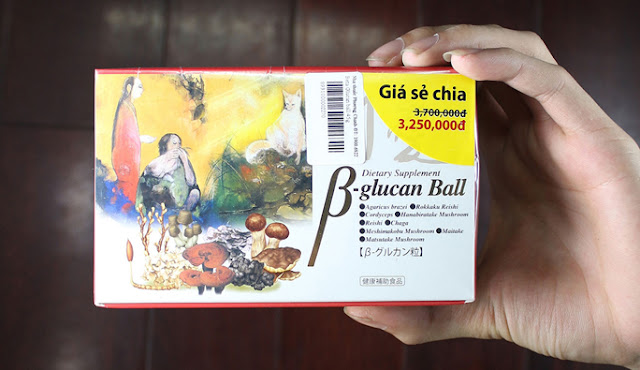 Giá sẻ chia
3,700,000đ
3,250,000đ
Dietary Supplement
β-glucan Ball
●Agaricus brazei ●Rokkaku Reishi
●Cordyceps ●Hanabiratake Mushroom
●Reishi ●Chaga
●Meshimakobu Mushroom ●Maitake
●Matsutake Mushroom
【β-グルカン粒】
健康補助食品